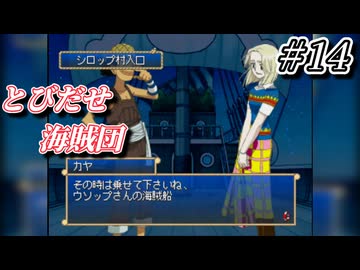 #14
シロップ村入口
とびだせ
海賊団
カヤ
その時は乗せて下さいね、
ウソップさんの海賊船